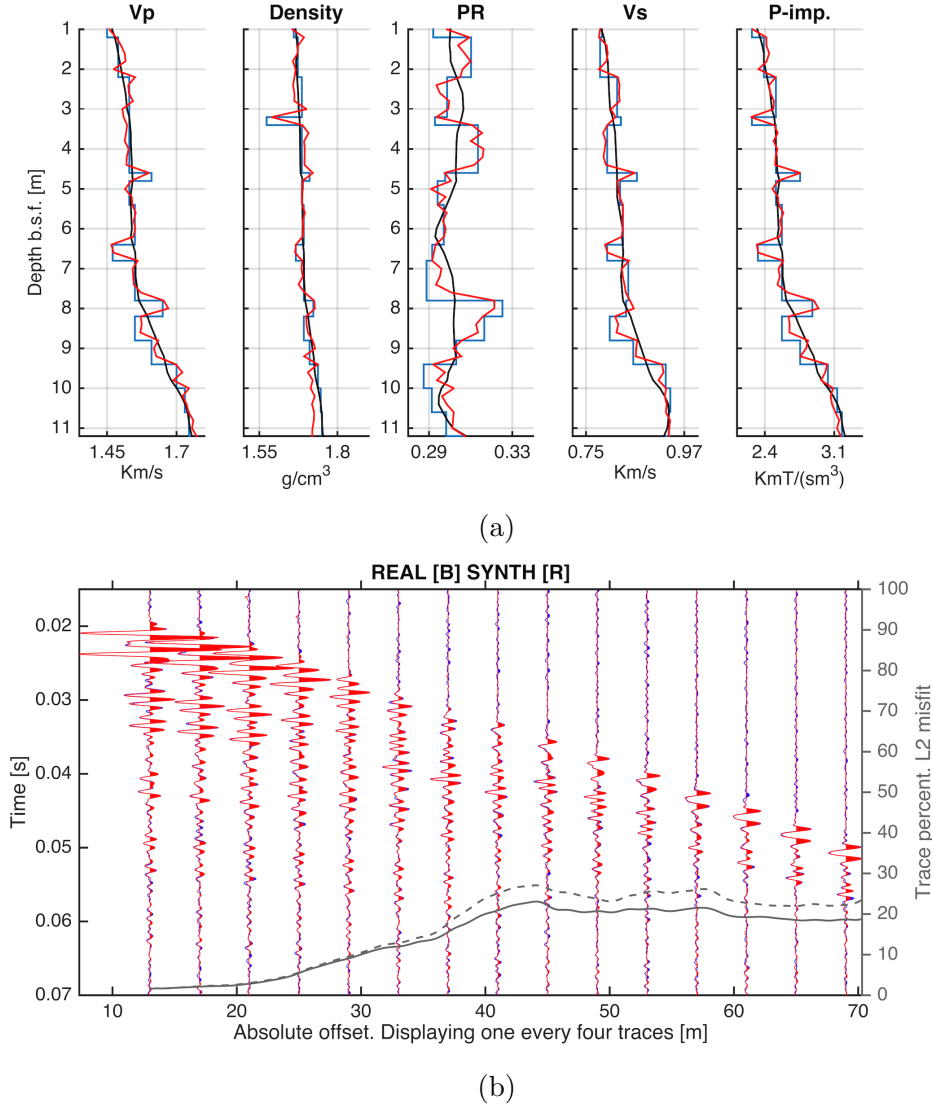 Vp Density PR Vs P-imp.
1
2
3
4
5
6
7
8
9
10
11
Depth b.s.f. [m]
1.45 1.7 1.55 1.8 0.29 0.33 0.75 0.97 2.4 3.1
Km/s g/cm³ Km/s KmT/(sm³)
(a)
REAL [B] SYNTH [R]
0.02
0.03
0.04
0.05
0.06
0.07
Time [s]
100
90
80
70
60
50
40
30
20
10
0
Trace percent. L2 misfit
10 20 30 40 50 60 70
Absolute offset. Displaying one every four traces [m]
(b)